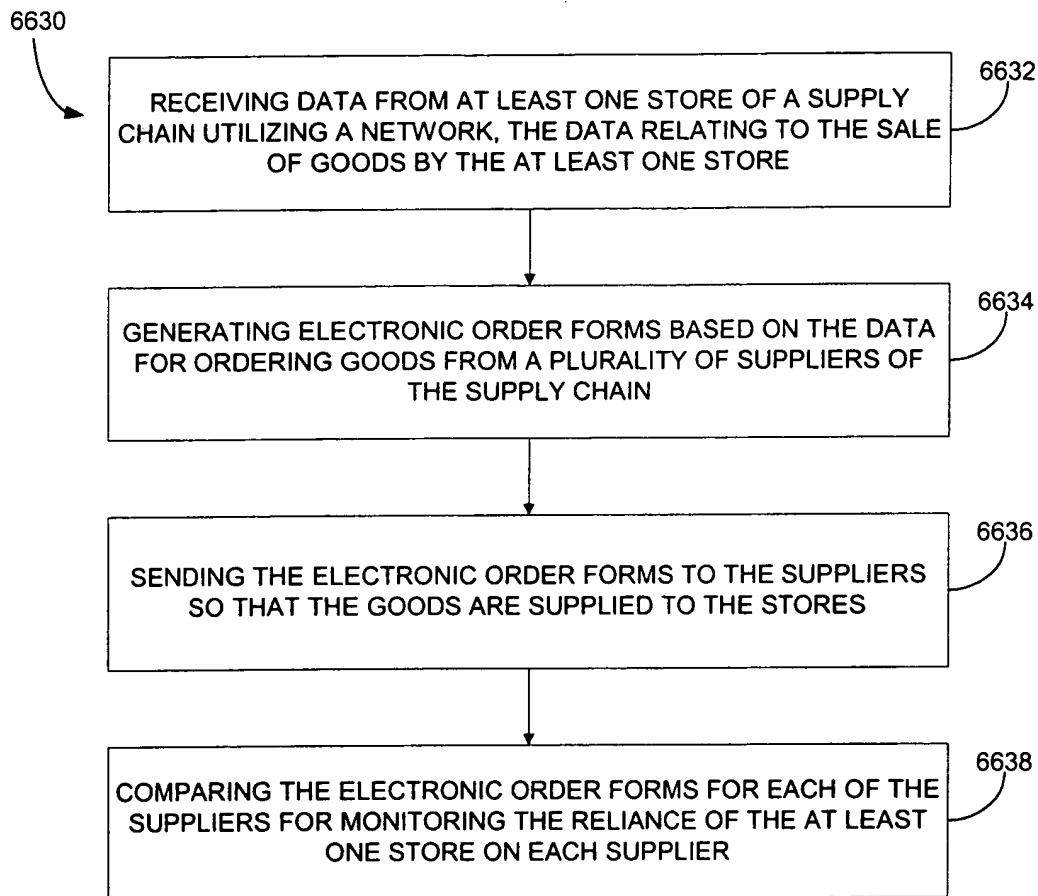 6630
6632
RECEIVING DATA FROM AT LEAST ONE STORE OF A SUPPLY
CHAIN UTILIZING A NETWORK, THE DATA RELATING TO THE SALE
OF GOODS BY THE AT LEAST ONE STORE
6634
GENERATING ELECTRONIC ORDER FORMS BASED ON THE DATA
FOR ORDERING GOODS FROM A PLURALITY OF SUPPLIERS OF
THE SUPPLY CHAIN
6636
SENDING THE ELECTRONIC ORDER FORMS TO THE SUPPLIERS
SO THAT THE GOODS ARE SUPPLIED TO THE STORES
6638
COMPARING THE ELECTRONIC ORDER FORMS FOR EACH OF THE
SUPPLIERS FOR MONITORING THE RELIANCE OF THE AT LEAST
ONE STORE ON EACH SUPPLIER